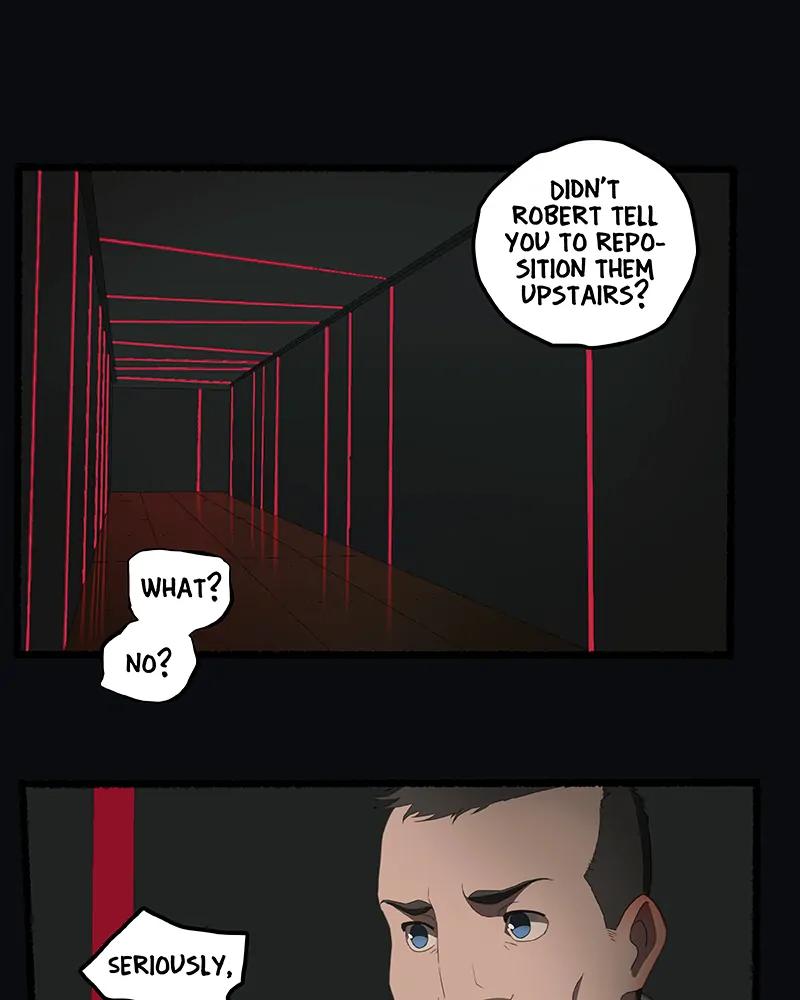 DIDN'T
ROBERT TELL
YOU TO REPO-
SITION THEM
UPSTAIRS?
WHAT?
NO?
SERIOUSLY,